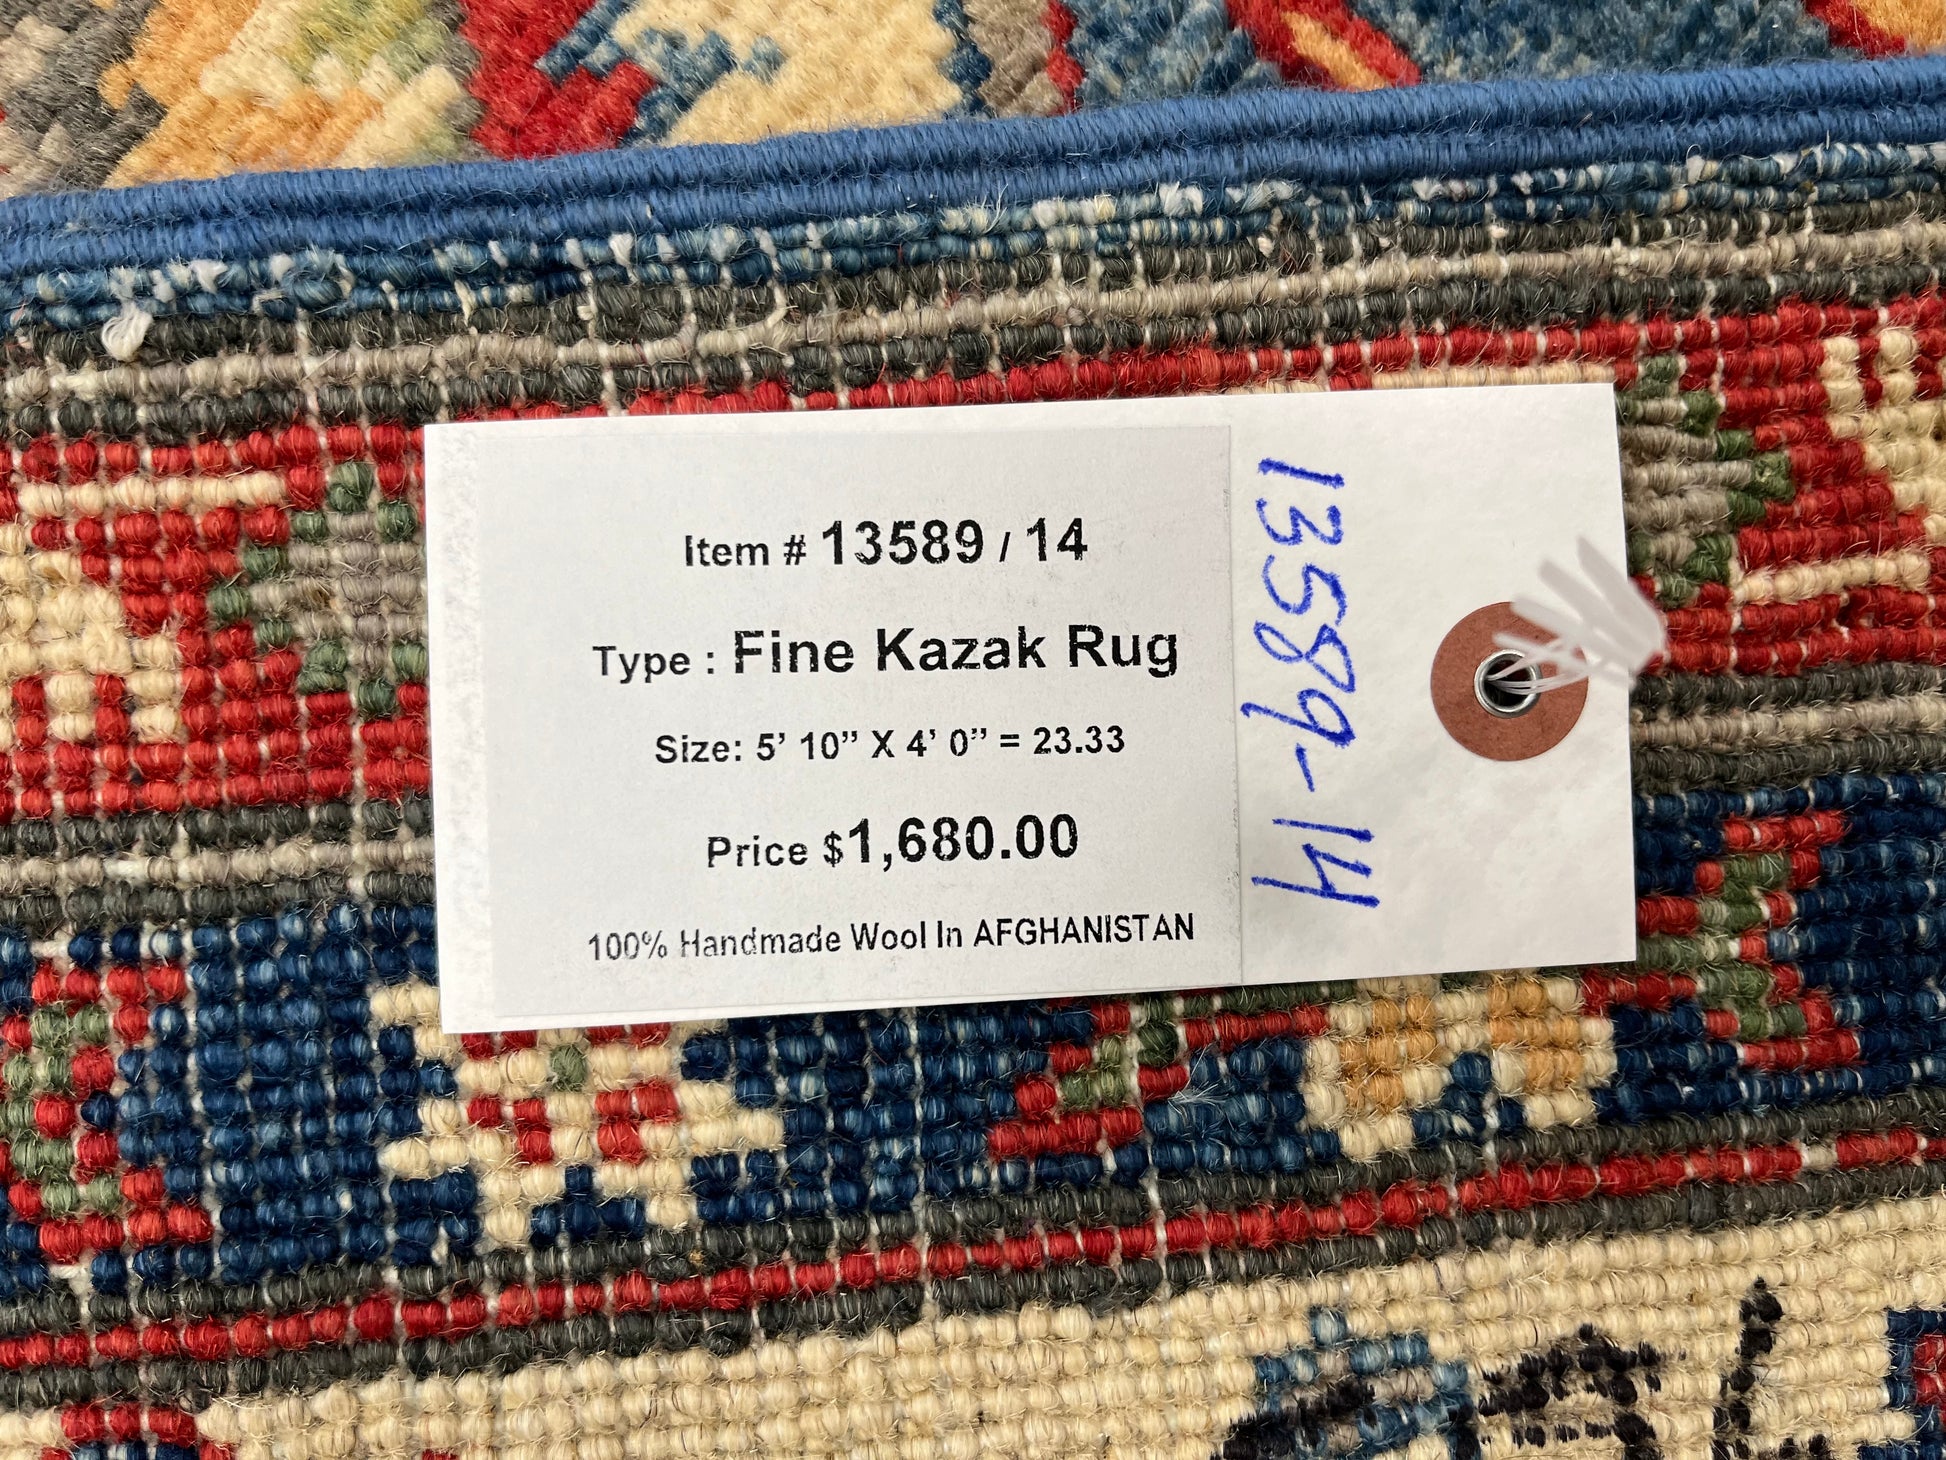 Item # 13589 / 14
Type : Fine Kazak Rug
Size: 5’ 10” X 4’ 0” = 23.33
Price $1,680.00
100% Handmade Wool In AFGHANISTAN
13589-14